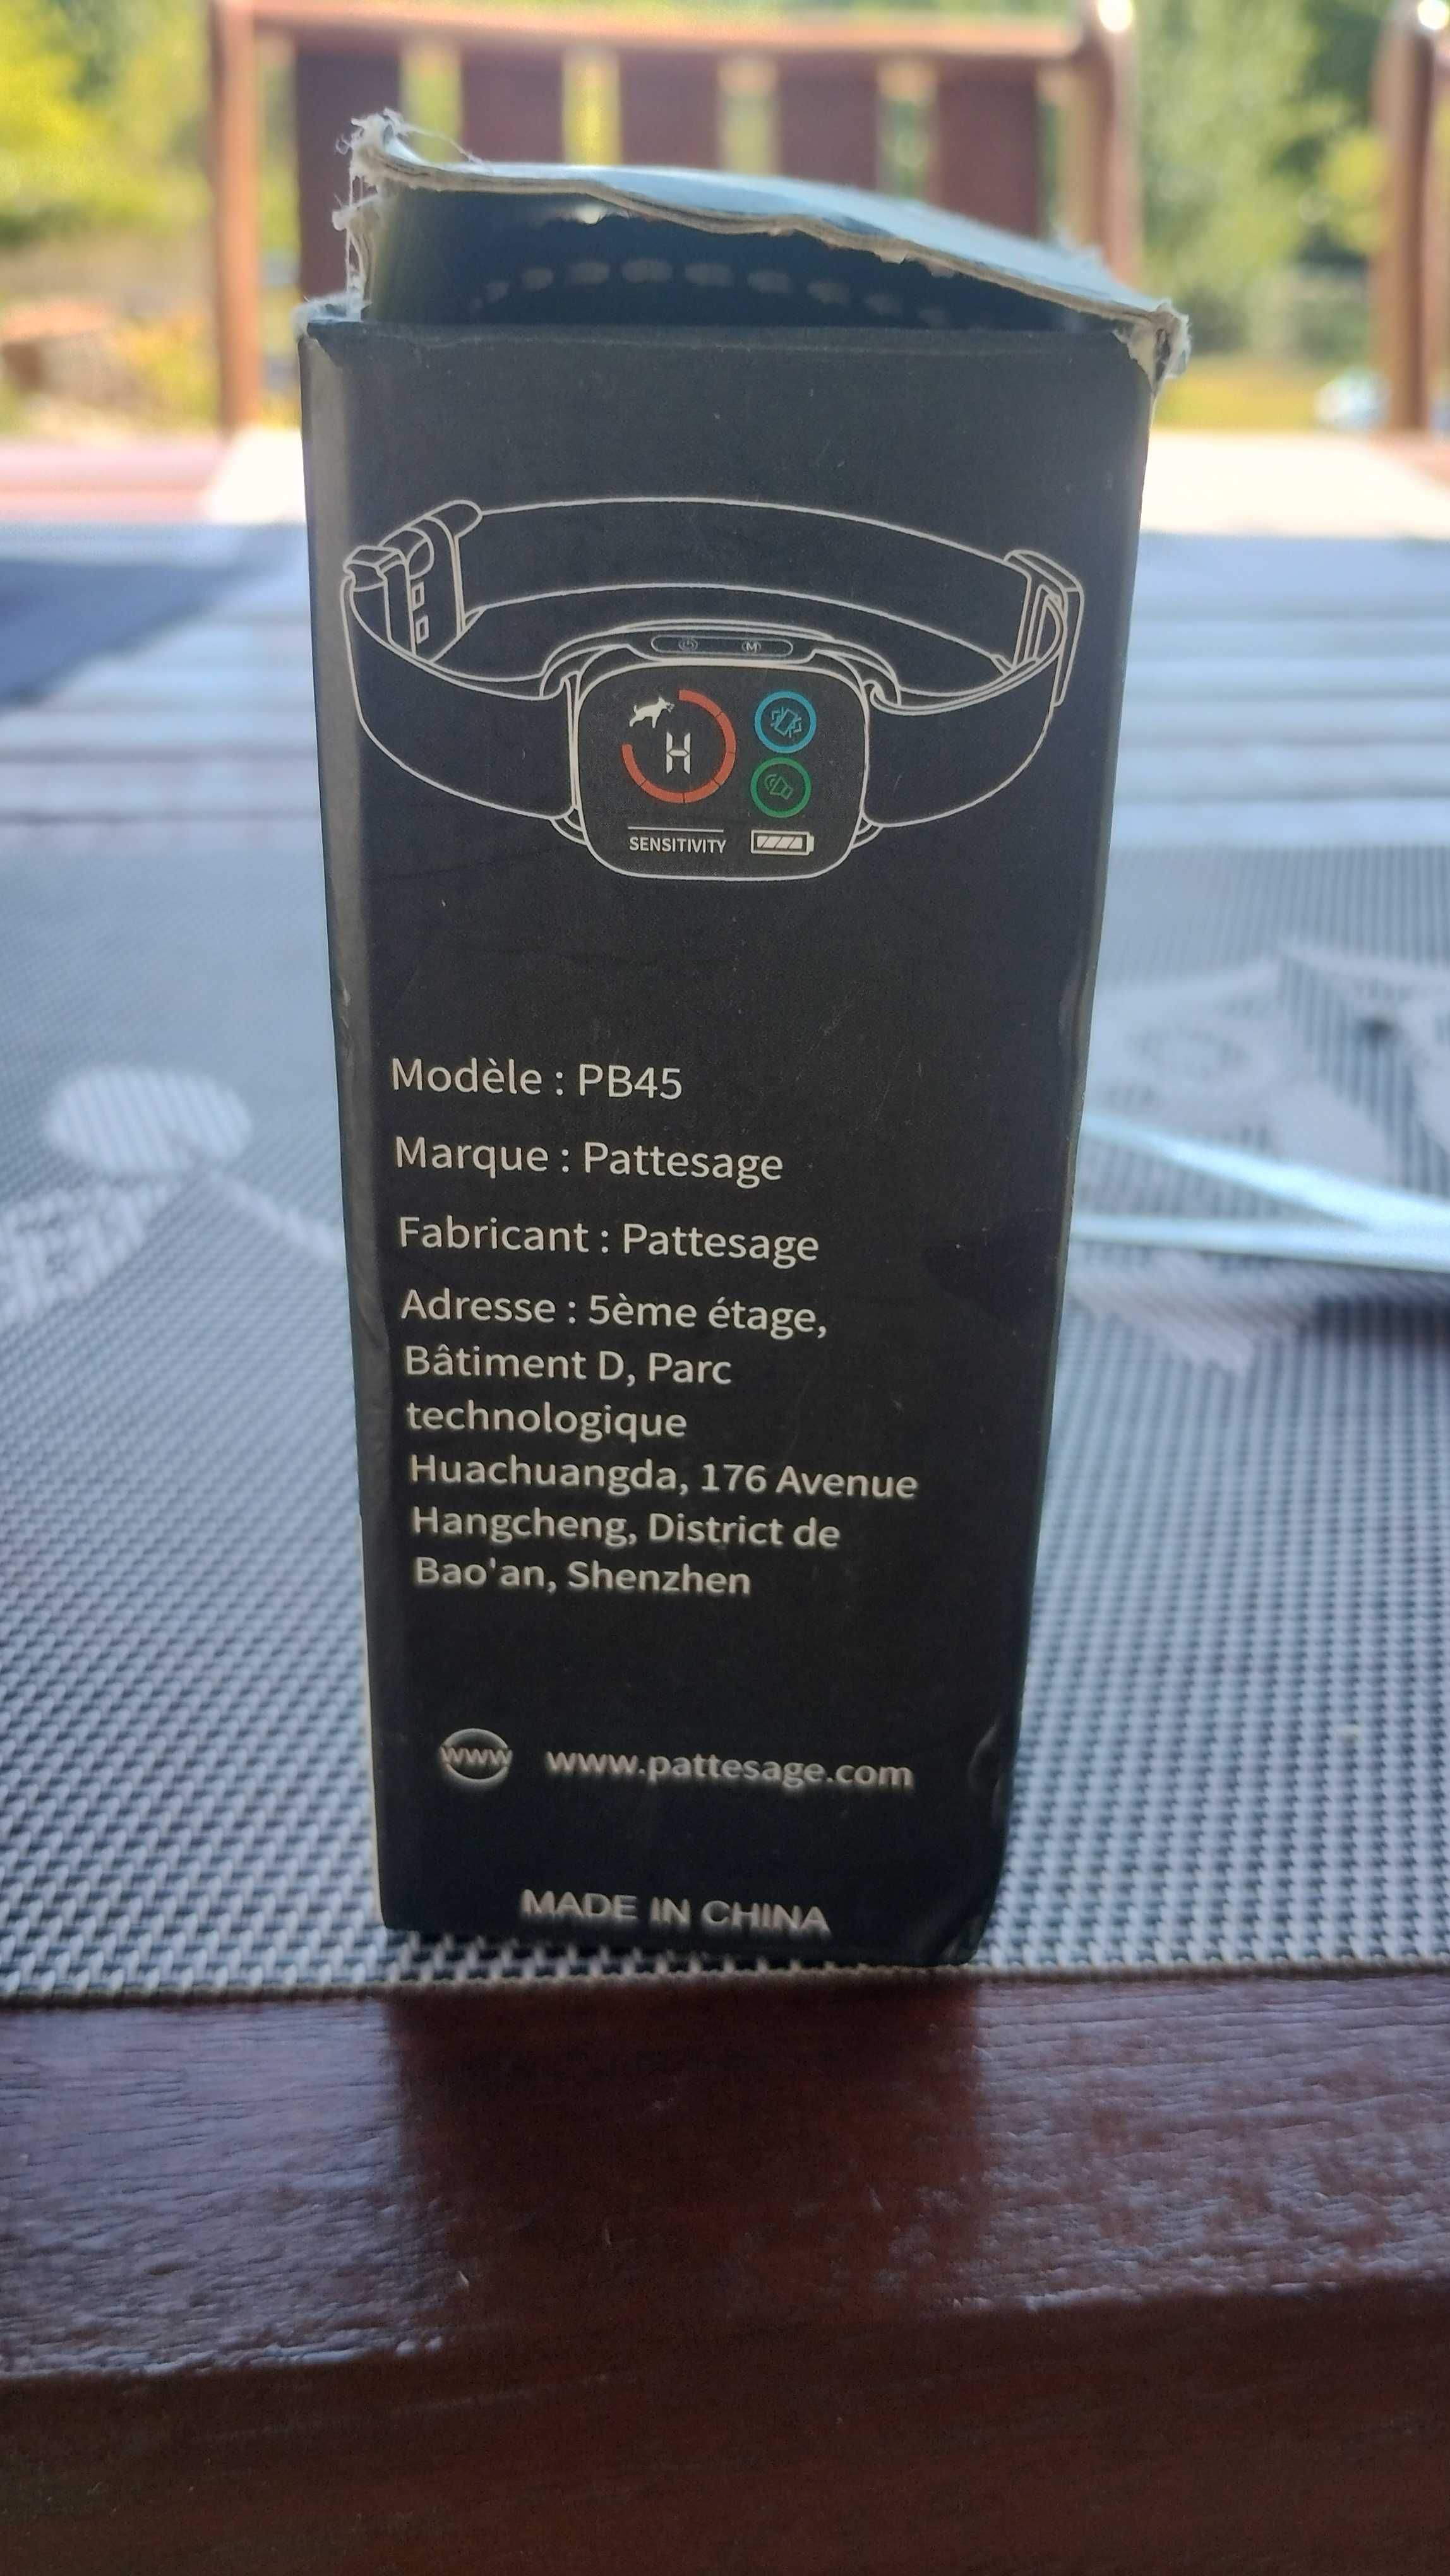 M
H
SENSITIVITY
Modèle : PB45
Marque : Pattesage
Fabricant : Pattesage
Adresse : 5ème étage,
Bâtiment D, Parc
technologique
Huachuangda, 176 Avenue
Hangcheng, District de
Bao'an, Shenzhen
www www.pattesage.com
MADE IN CHINA